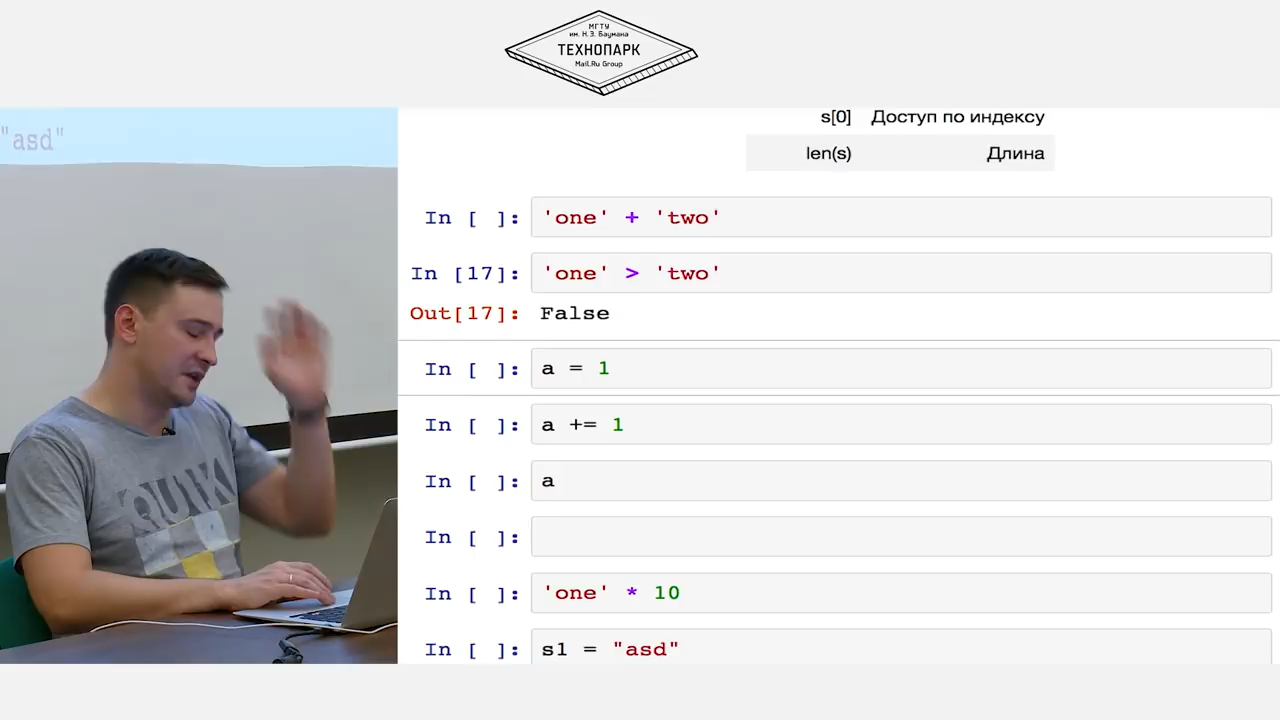 МГТУ
им. Н.Э. Баумана
ТЕХНОПАРК
Mail.Ru Group
"asd"
s[0] Доступ по индексу
len(s) Длина
In [ ]: 'one' + 'two'
In [17]: 'one' > 'two'
Out[17]: False
In [ ]: a = 1
In [ ]: a += 1
In [ ]: a
In [ ]:
In [ ]: 'one' * 10
In [ ]: s1 = "asd"